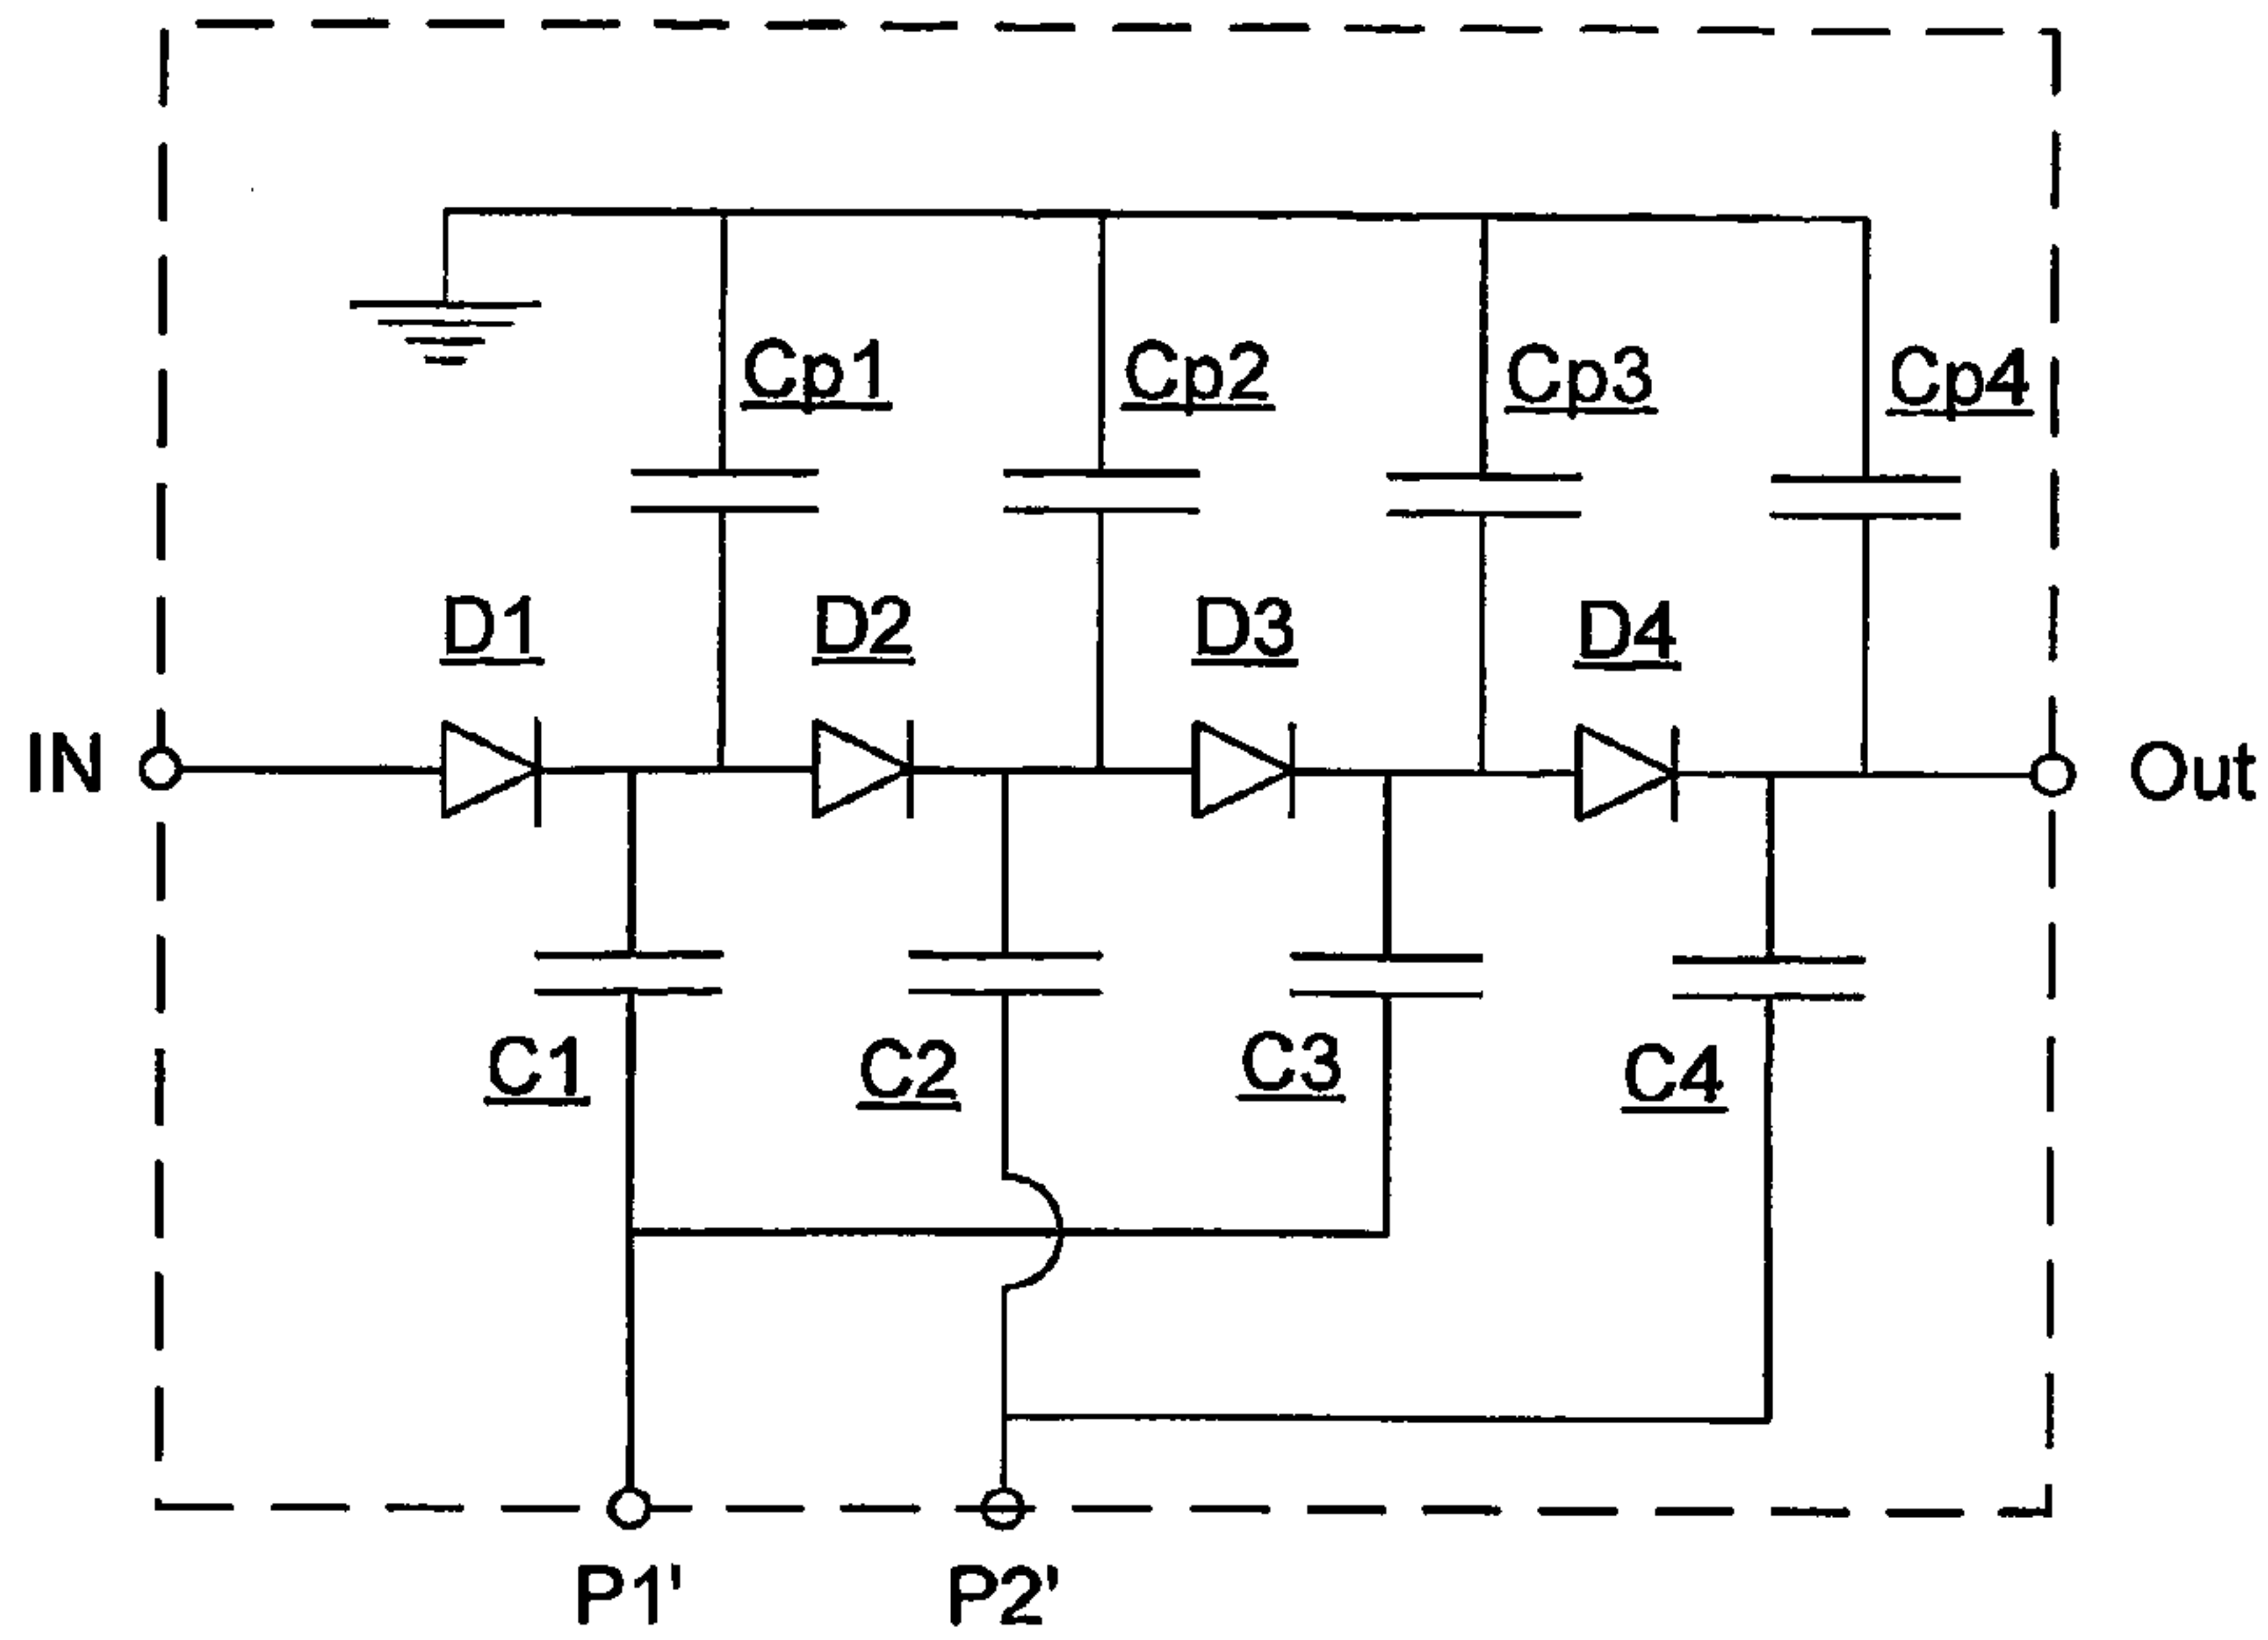 Cp1 Cp2 Cp3 Cp4
D1 D2 D3 D4
IN Out
C1 C2 C3 C4
P1' P2'